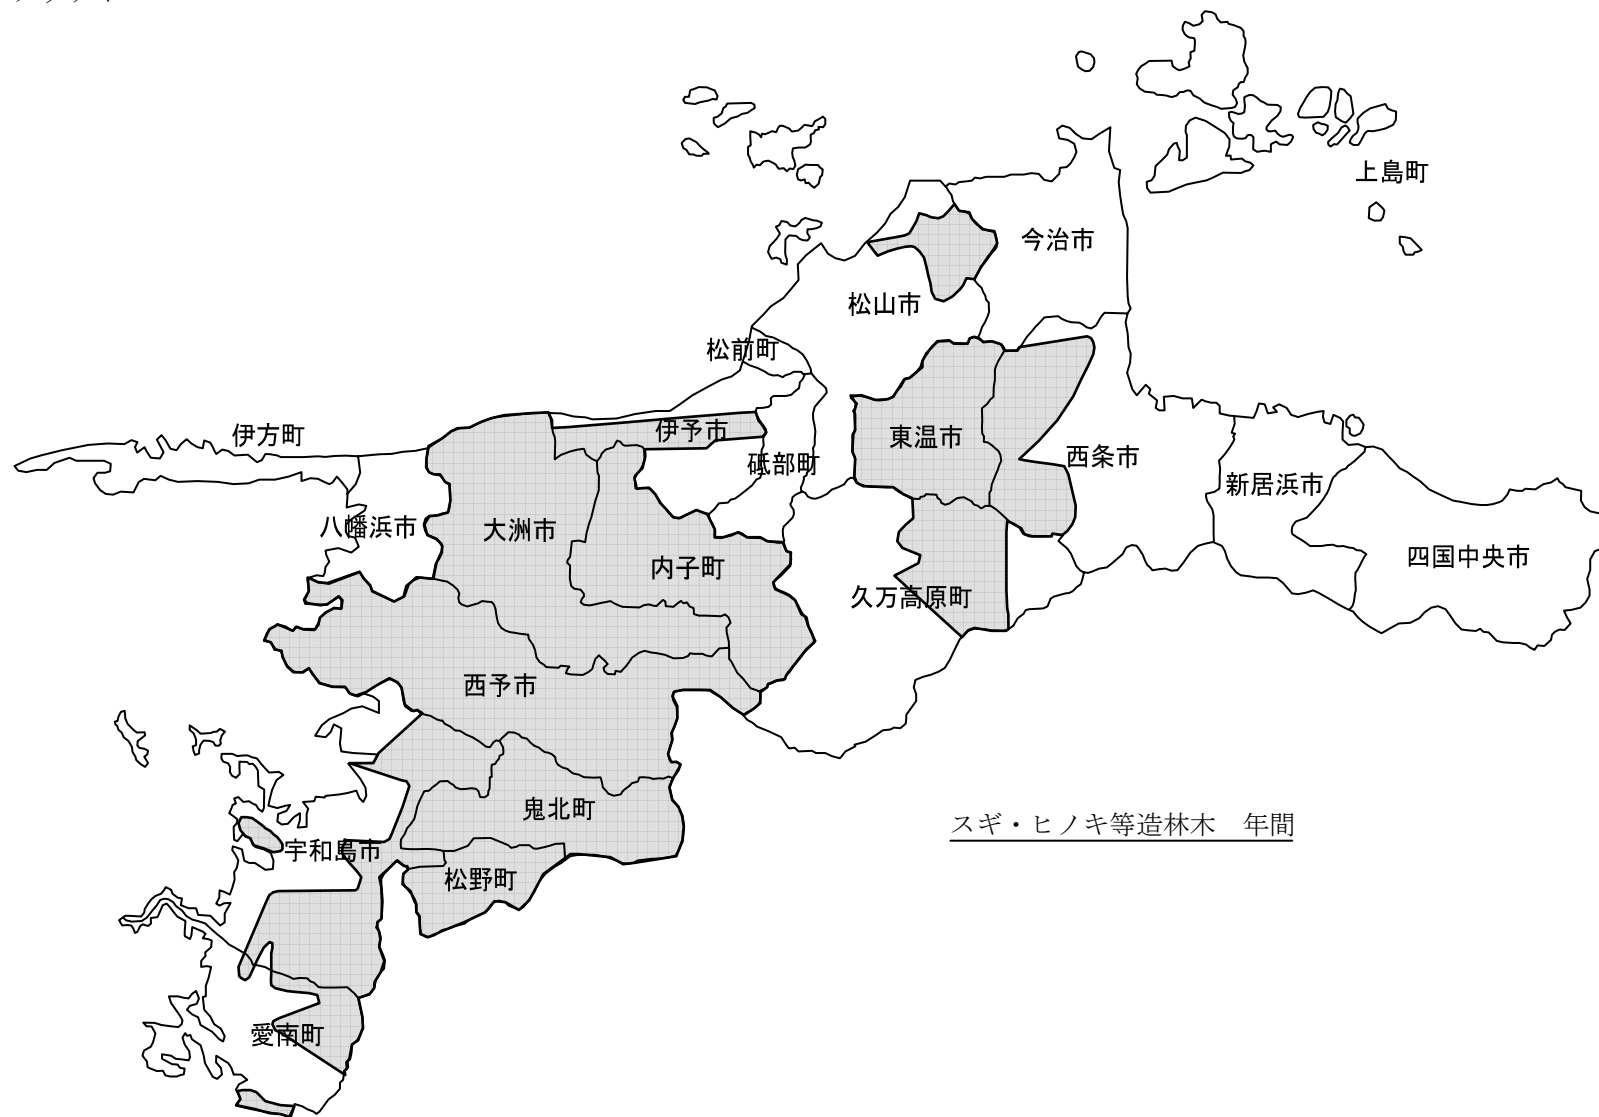 上島町
今治市
松山市
松前町
伊方町
伊予市
東温市
西条市
砥部町
新居浜市
八幡浜市
大洲市
内子町
四国中央市
久万高原町
西予市
鬼北町
スギ・ヒノキ等造林木　年間
宇和島市
松野町
愛南町